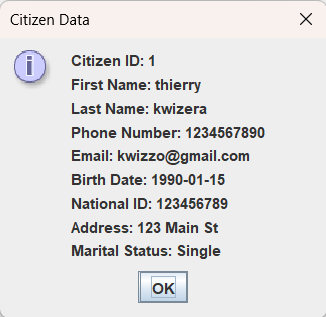 Citizen Data
Citizen ID: 1
First Name: thierry
Last Name: kwizera
Phone Number: 1234567890
Email: kwizzo@gmail.com
Birth Date: 1990-01-15
National ID: 123456789
Address: 123 Main St
Marital Status: Single
OK